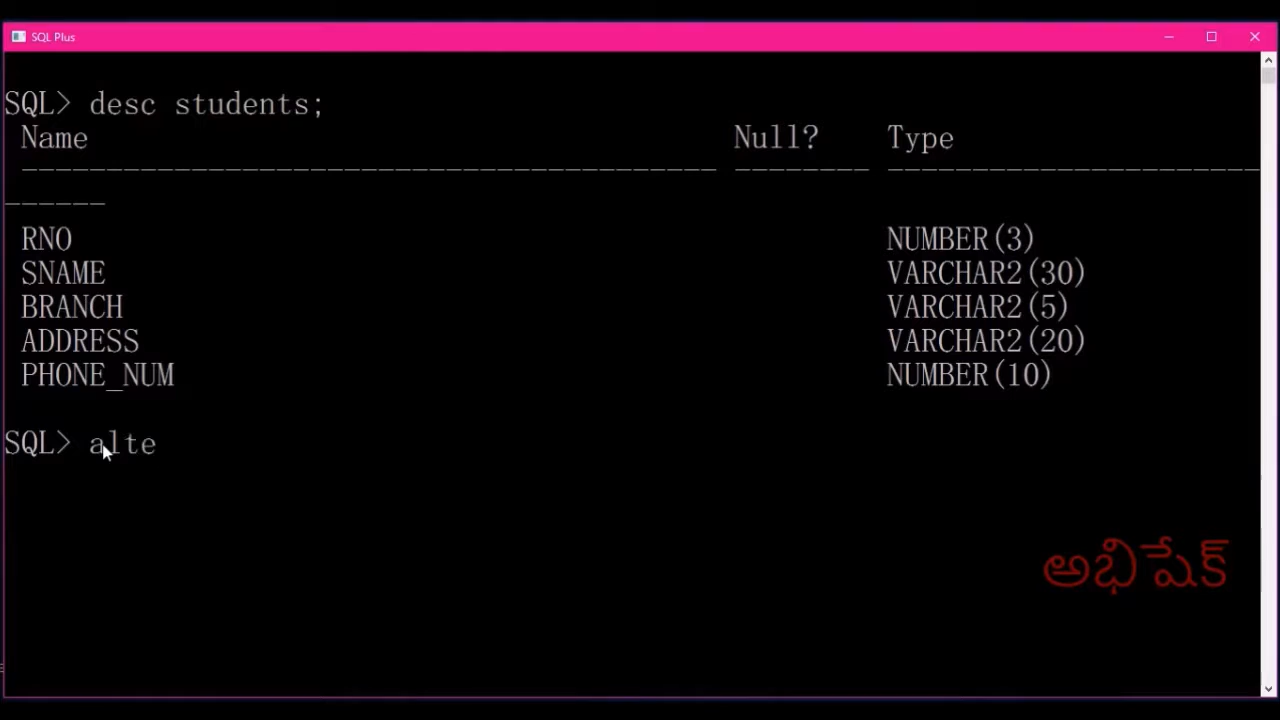 SQL Plus
SQL> desc students;
Name Null? Type
----------------------------------------- -------- ----------------------
------
RNO NUMBER(3)
SNAME VARCHAR2(30)
BRANCH VARCHAR2(5)
ADDRESS VARCHAR2(20)
PHONE_NUM NUMBER(10)
SQL> alte
అభిషేక్